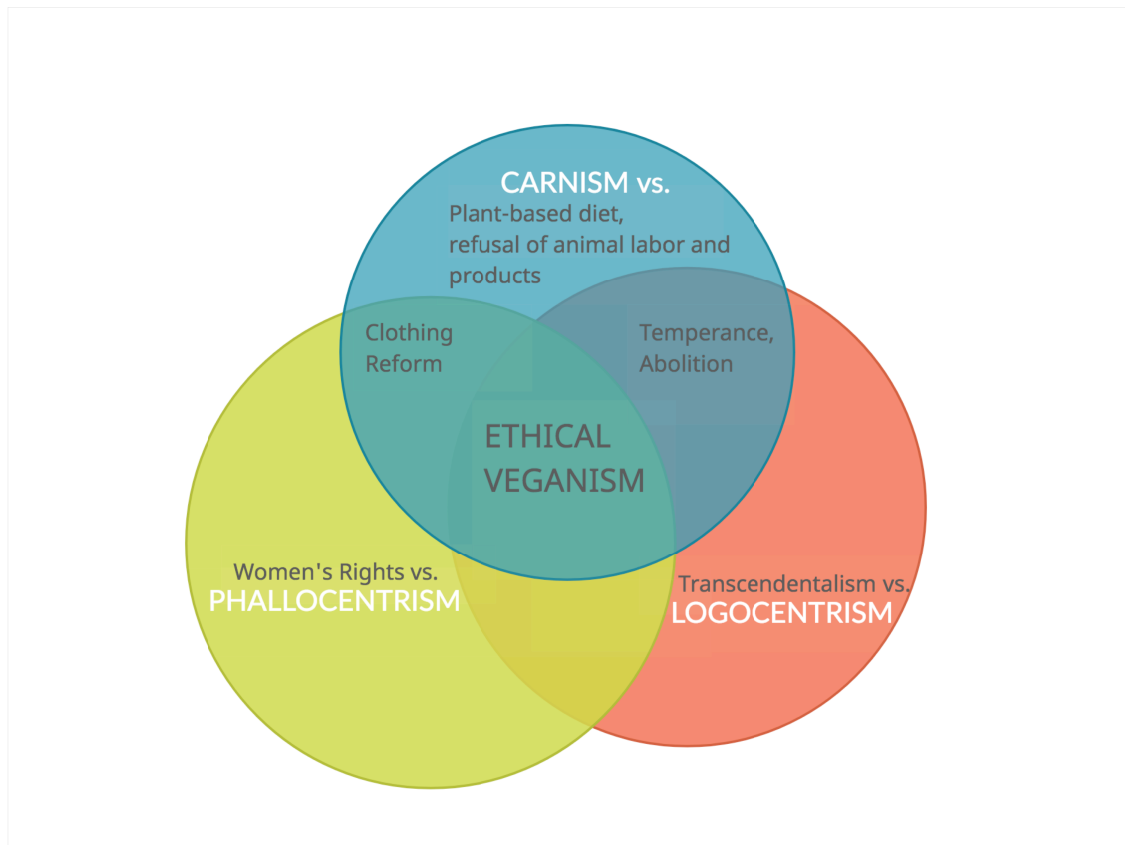 CARNISM vs.
Plant-based diet,
refusal of animal labor and
products
Clothing
Reform
Temperance,
Abolition
ETHICAL
VEGANISM
Women's Rights vs.
PHALLOCENTRISM
Transcendentalism vs.
LOGOCENTRISM